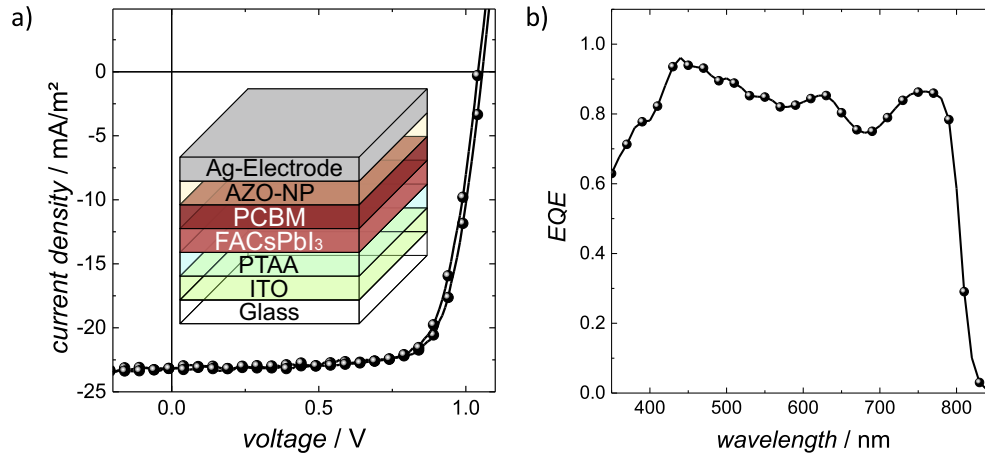 a)
current density / mA/m²
0
-5
-10
-15
-20
-25
0.0 0.5 1.0
voltage / V
Ag-Electrode
AZO-NP
PCBM
FACsPbI₃
PTAA
ITO
Glass
b)
EQE
1.0
0.8
0.6
0.4
0.2
0.0
400 500 600 700 800
wavelength / nm